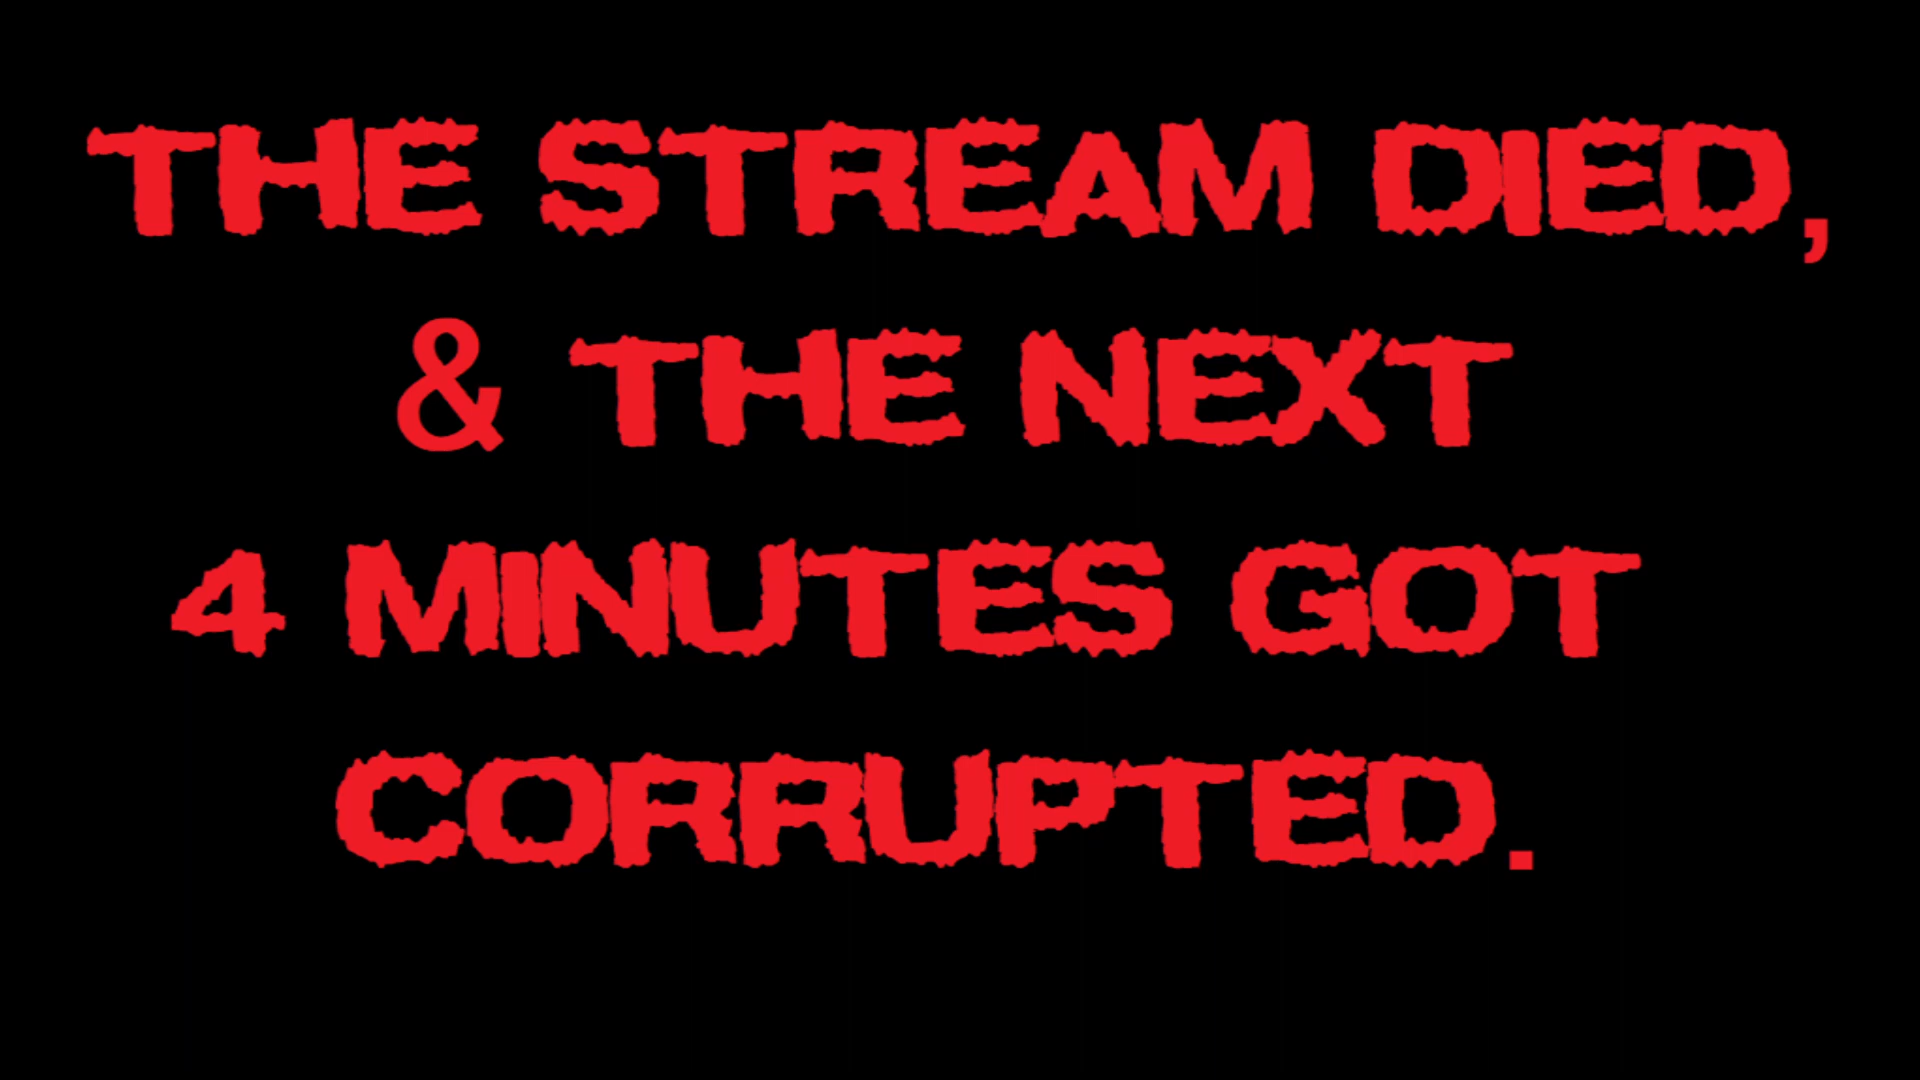 THE STREAM DIED,
& THE NEXT
4 MINUTES GOT
CORRUPTED.